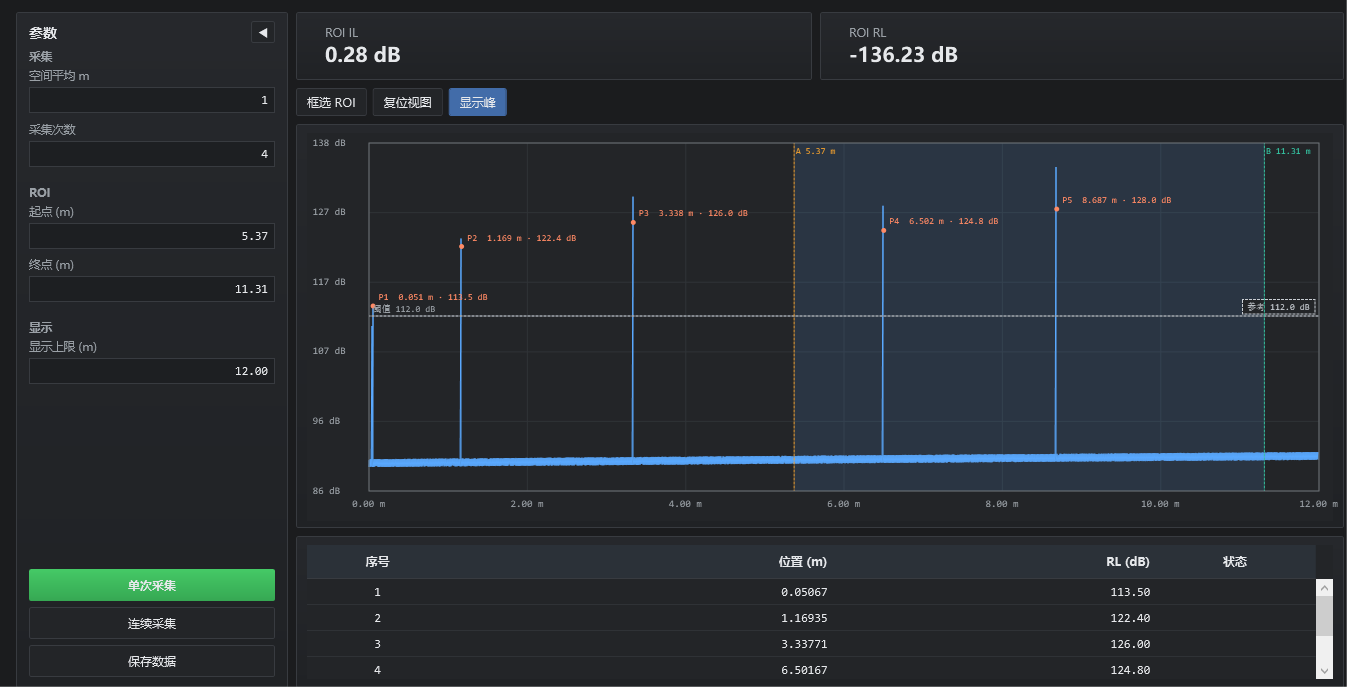 参数
◀
采集
空间平均 m
1
采集次数
4
ROI
起点 (m)
5.37
终点 (m)
11.31
显示
显示上限 (m)
12.00
单次采集
连续采集
保存数据
ROI IL
0.28 dB
ROI RL
-136.23 dB
框选 ROI
复位视图
显示峰
138 dB
127 dB
117 dB
107 dB
96 dB
86 dB
A 5.37 m
B 11.31 m
P1 0.051 m · 113.5 dB
P2 1.169 m · 122.4 dB
P3 3.338 m · 126.0 dB
P4 6.502 m · 124.8 dB
P5 8.687 m · 128.0 dB
阈值 112.0 dB
参考 112.0 dB
0.00 m 2.00 m 4.00 m 6.00 m 8.00 m 10.00 m 12.00 m
序号 位置 (m) RL (dB) 状态
1 0.05067 113.50
2 1.16935 122.40
3 3.33771 126.00
4 6.50167 124.80